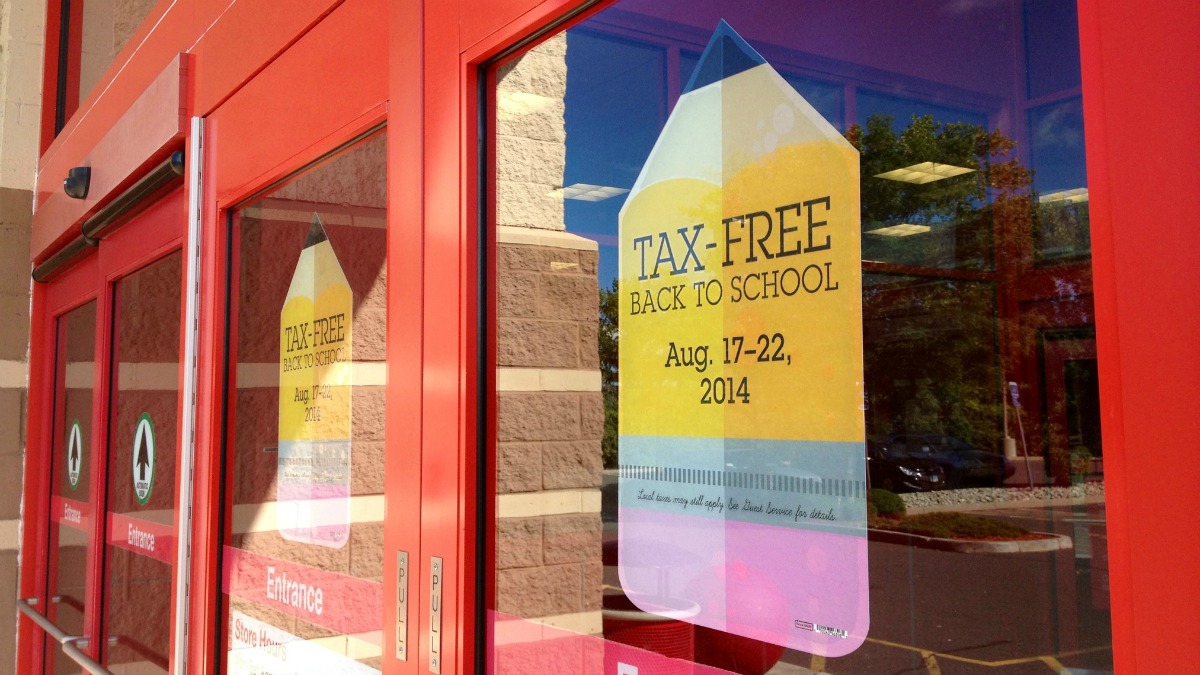 TAX-FREE
BACK TO SCHOOL
Aug. 17-22,
2014
Local taxes may still apply. See Guest Service for details.
TAX-FREE
BACK TO SCHOOL
Aug. 17-22,
2014
Entrance
Entrance
Entrance
Store Hours
PULL
PULL